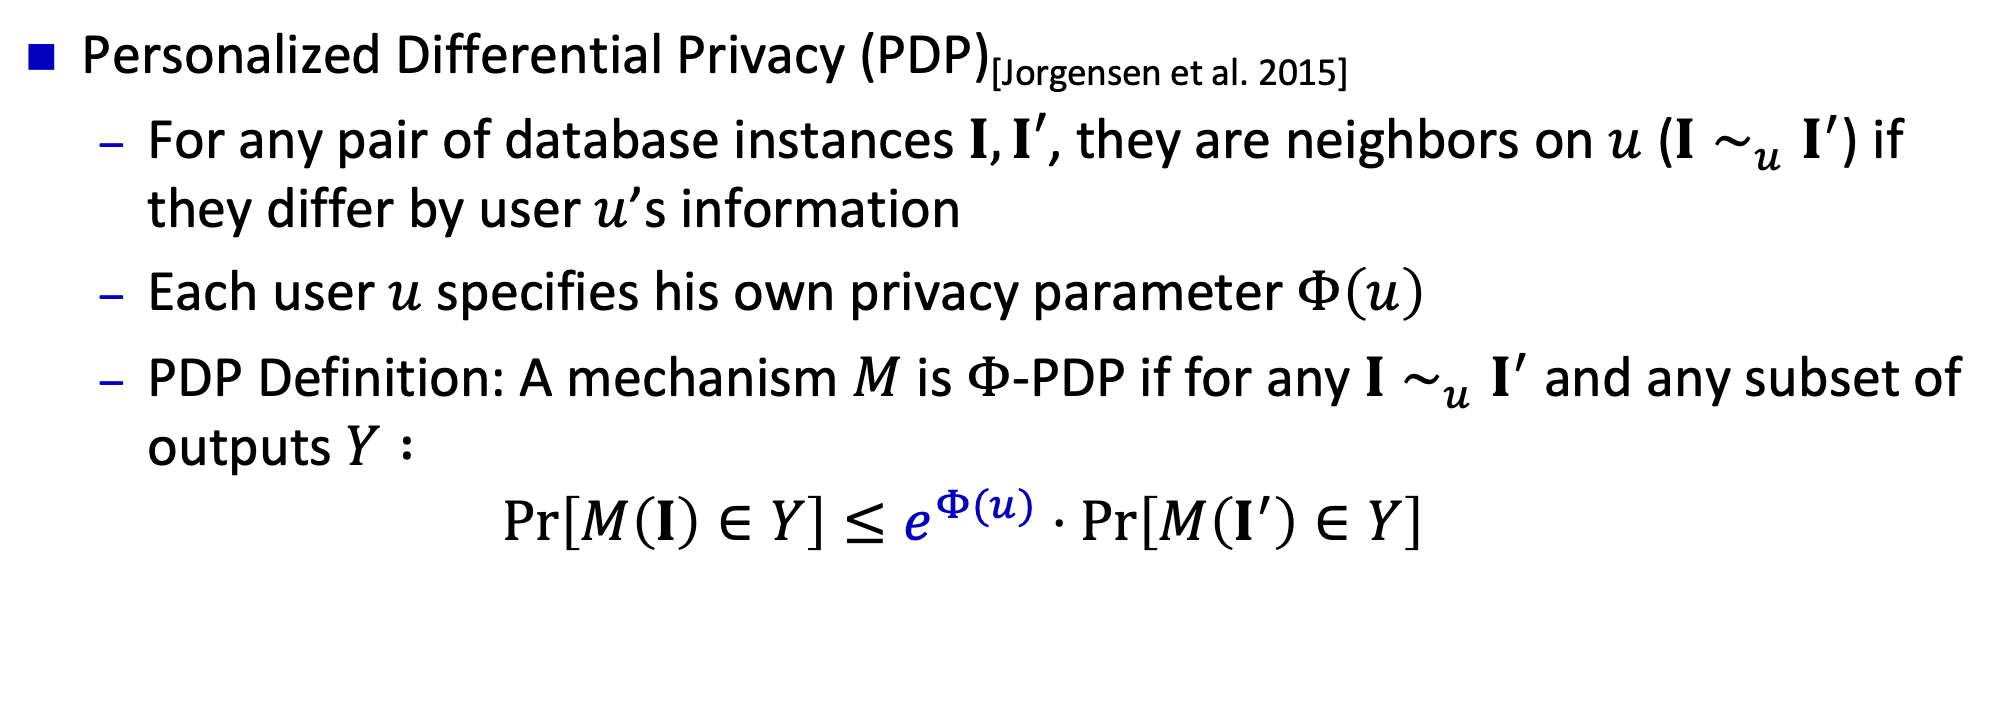 ■ Personalized Differential Privacy (PDP)[Jorgensen et al. 2015]
– For any pair of database instances 𝐈, 𝐈′, they are neighbors on 𝑢 (𝐈 ~𝑢 𝐈′) if
they differ by user 𝑢’s information
– Each user 𝑢 specifies his own privacy parameter Φ(𝑢)
– PDP Definition: A mechanism 𝑀 is Φ-PDP if for any 𝐈 ~𝑢 𝐈′ and any subset of
outputs 𝑌 :
Pr[𝑀(𝐈) ∈ 𝑌] ≤ 𝑒^Φ(𝑢) · Pr[𝑀(𝐈′) ∈ 𝑌]